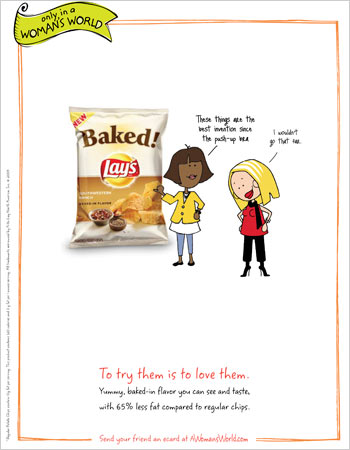 only in a
WOMAN'S WORLD
These things are the
best invention since
the push-up bra.
I wouldn't
go that far.
NEW
Baked!
Lay's
BAKED-IN FLAVOR
To try them is to love them.
Yummy, baked-in flavor you can see and taste,
with 65% less fat compared to regular chips.
Send your friend an ecard at AWomansWorld.com